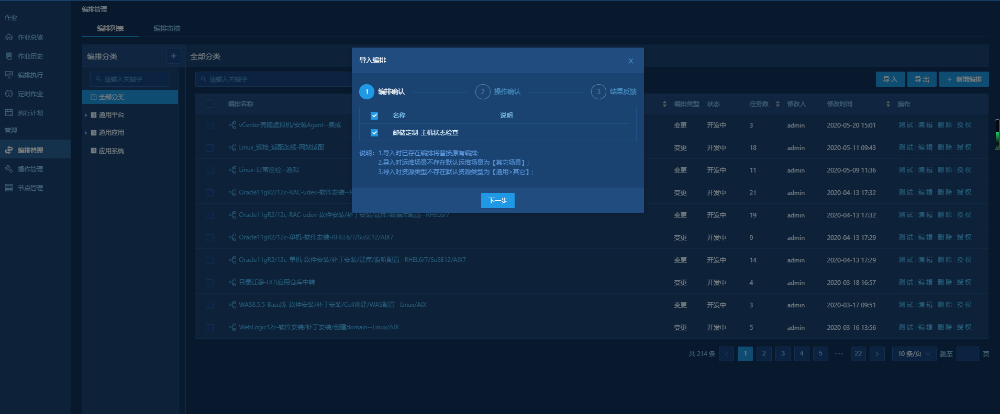 作业
作业总览
作业历史
编排执行
定时作业
执行计划
管理
编排管理
操作管理
节点管理
编排管理
编排列表 编排审核
编排分类
请输入关键字
全部分类
通用平台
通用应用
应用系统
全部分类
请输入关键字
导 入 导 出 新增编排
编排名称 编排类型 状态 任务数 修改人 修改时间 操作
vCenter克隆虚拟机/安装Agent--集成 变更 开发中 3 admin 2020-05-20 15:01 测试 编辑 删除 授权
Linux_巡检_适配条线-网站适配 变更 开发中 18 admin 2020-05-11 09:43 测试 编辑 删除 授权
Linux-日常巡检--通知 变更 开发中 11 admin 2020-05-09 11:36 测试 编辑 删除 授权
Oracle11gR2/12c-RAC-udev-软件安装--R 变更 开发中 21 admin 2020-04-13 17:32 测试 编辑 删除 授权
Oracle11gR2/12c-RAC-udev-软件安装/补丁安装/建库/数据库配置--RHEL6/7 变更 开发中 19 admin 2020-04-13 17:32 测试 编辑 删除 授权
Oracle11gR2/12c-单机-软件安装-RHEL6/7/SuSE12/AIX7 变更 开发中 9 admin 2020-04-13 17:29 测试 编辑 删除 授权
Oracle11gR2/12c-单机-软件安装/补丁安装/建库/监听配置--RHEL6/7/SuSE12/AIX7 变更 开发中 14 admin 2020-04-13 17:29 测试 编辑 删除 授权
目录迁移-UFS应用仓库中转 变更 开发中 4 admin 2020-03-18 16:57 测试 编辑 删除 授权
WAS8.5.5-Base版-软件安装/补丁安装/Cell创建/WAS配置--Linux/AIX 变更 开发中 3 admin 2020-03-17 09:51 测试 编辑 删除 授权
WebLogic12c-软件安装/补丁安装/创建domain--Linux/AIX 变更 开发中 5 admin 2020-03-16 13:56 测试 编辑 删除 授权
共 214 条 < 1 2 3 4 5 ••• 22 > 10 条/页 跳至 页
导入编排
1 编排确认 2 操作确认 3 结果反馈
名称 说明
邮储定制-主机状态检查
说明: 1.导入时已存在编排将替换原有编排;
2.导入时运维场景不存在默认运维场景为【其它场景】;
3.导入时资源类型不存在默认资源类型为【通用>其它】;
下一步